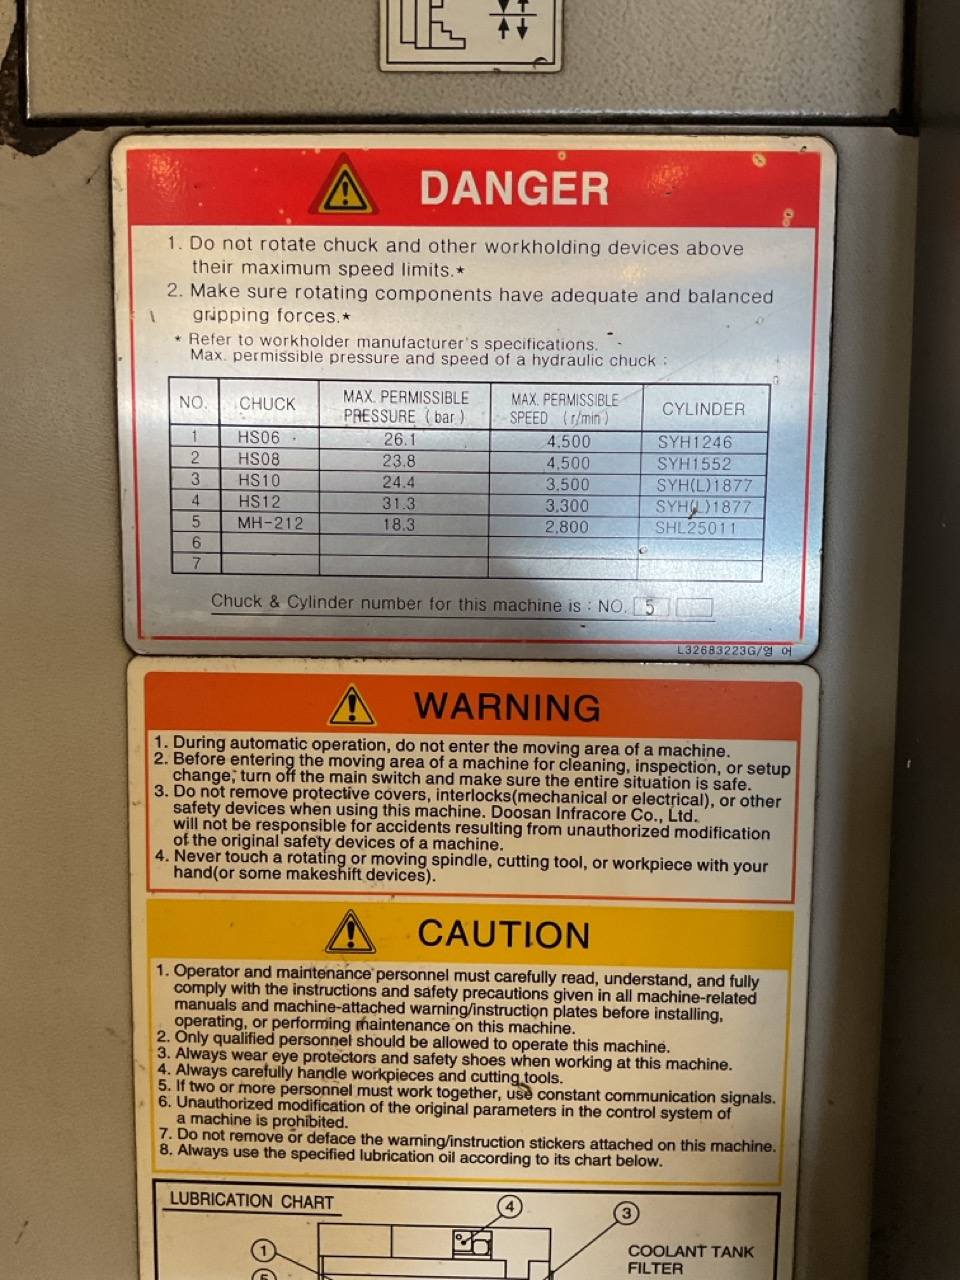 DANGER
1. Do not rotate chuck and other workholding devices above
their maximum speed limits.*
2. Make sure rotating components have adequate and balanced
gripping forces.*
* Refer to workholder manufacturer's specifications.
Max. permissible pressure and speed of a hydraulic chuck :
NO. CHUCK MAX. PERMISSIBLE PRESSURE (bar) MAX. PERMISSIBLE SPEED (r/min) CYLINDER
1 HS06 26.1 4,500 SYH1246
2 HS08 23.8 4,500 SYH1552
3 HS10 24.4 3,500 SYH(L)1877
4 HS12 31.3 3,300 SYH(L)1877
5 MH-212 18.3 2,800 SHL25011
6
7
Chuck & Cylinder number for this machine is : NO. 5
L32683223G/영 어
WARNING
1. During automatic operation, do not enter the moving area of a machine.
2. Before entering the moving area of a machine for cleaning, inspection, or setup
change, turn off the main switch and make sure the entire situation is safe.
3. Do not remove protective covers, interlocks(mechanical or electrical), or other
safety devices when using this machine. Doosan Infracore Co., Ltd.
will not be responsible for accidents resulting from unauthorized modification
of the original safety devices of a machine.
4. Never touch a rotating or moving spindle, cutting tool, or workpiece with your
hand(or some makeshift devices).
CAUTION
1. Operator and maintenance personnel must carefully read, understand, and fully
comply with the instructions and safety precautions given in all machine-related
manuals and machine-attached warning/instruction plates before installing,
operating, or performing maintenance on this machine.
2. Only qualified personnel should be allowed to operate this machine.
3. Always wear eye protectors and safety shoes when working at this machine.
4. Always carefully handle workpieces and cutting tools.
5. If two or more personnel must work together, use constant communication signals.
6. Unauthorized modification of the original parameters in the control system of
a machine is prohibited.
7. Do not remove or deface the warning/instruction stickers attached on this machine.
8. Always use the specified lubrication oil according to its chart below.
LUBRICATION CHART
4
3
1
COOLANT TANK
FILTER
5